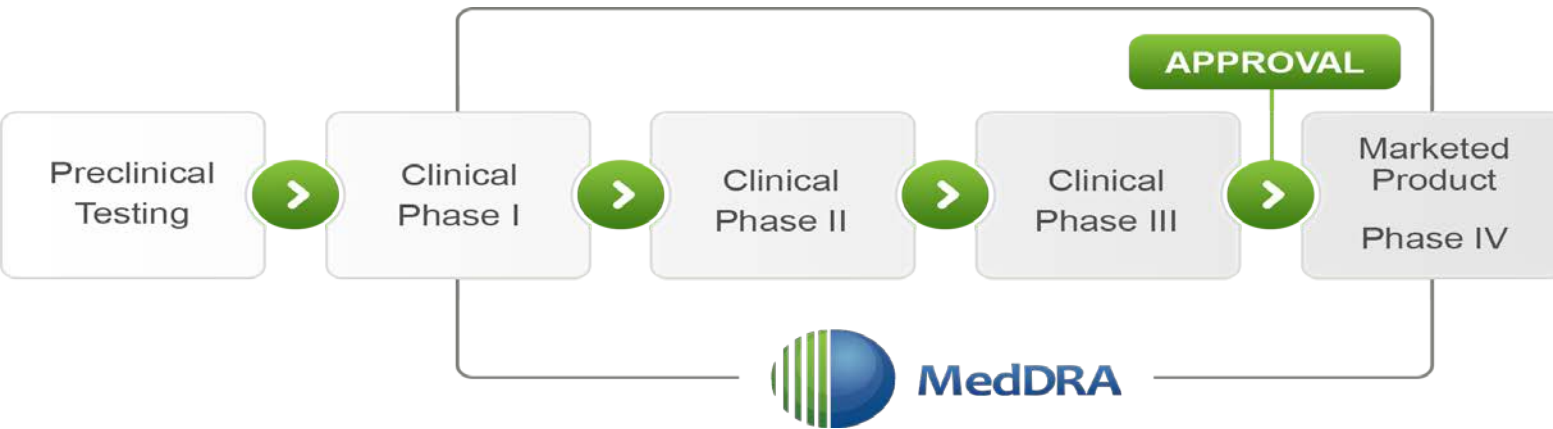 APPROVAL
Preclinical
Testing
Clinical
Phase I
Clinical
Phase II
Clinical
Phase III
Marketed
Product
Phase IV
MedDRA